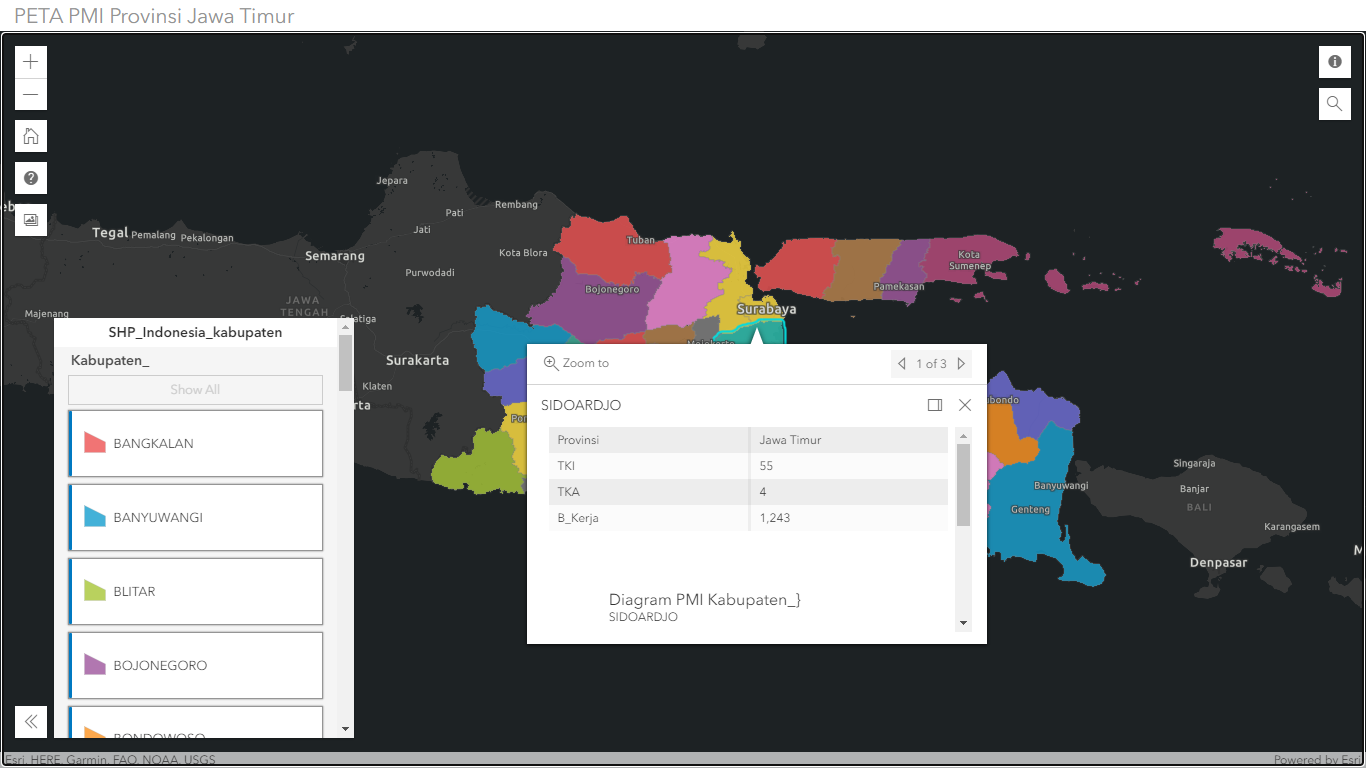 PETA PMI Provinsi Jawa Timur
Jepara
Pati
Rembang
Jati
Tegal
Pemalang
Pekalongan
Semarang
Kota Blora
Tuban
Purwodadi
Kota
Sumenep
Bojonegoro
Pamekasan
JAWA
TENGAH
Majenang
Surabaya
Surakarta
Klaten
SHP_Indonesia_kabupaten
Kabupaten_
Show All
BANGKALAN
BANYUWANGI
BLITAR
BOJONEGORO
BONDOWOSO
Zoom to
1 of 3
SIDOARDJO
Provinsi Jawa Timur
TKI 55
TKA 4
B_Kerja 1,243
Diagram PMI Kabupaten_}
SIDOARDJO
Banyuwangi
Genteng
Singaraja
Banjar
BALI
Karangasem
Denpasar
Esri, HERE, Garmin, FAO, NOAA, USGS
Powered by Esri